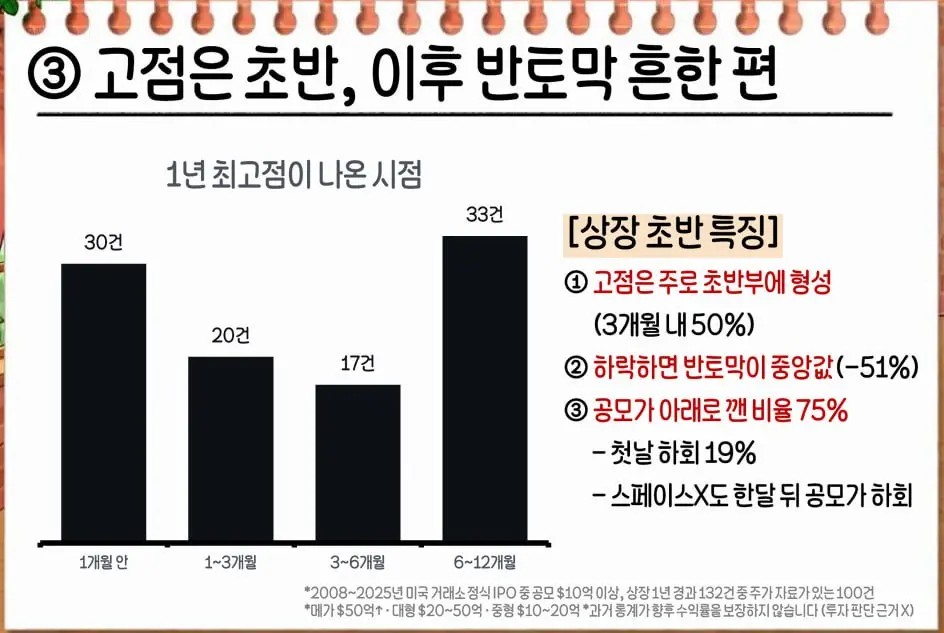 ③ 고점은 초반, 이후 반토막 흔한 편
1년 최고점이 나온 시점
30건
20건
17건
33건
1개월 안
1~3개월
3~6개월
6~12개월
[상장 초반 특징]
① 고점은 주로 초반부에 형성
(3개월 내 50%)
② 하락하면 반토막이 중앙값(-51%)
③ 공모가 아래로 깬 비율 75%
- 첫날 하회 19%
- 스페이스X도 한달 뒤 공모가 하회
*2008~2025년 미국 거래소 정식 IPO 중 공모 $10억 이상, 상장 1년 경과 132건 중 주가 자료가 있는 100건
*메가 $50억↑ · 대형 $20~50억 · 중형 $10~20억 *과거 통계가 향후 수익률을 보장하지 않습니다 (투자 판단 근거 X)